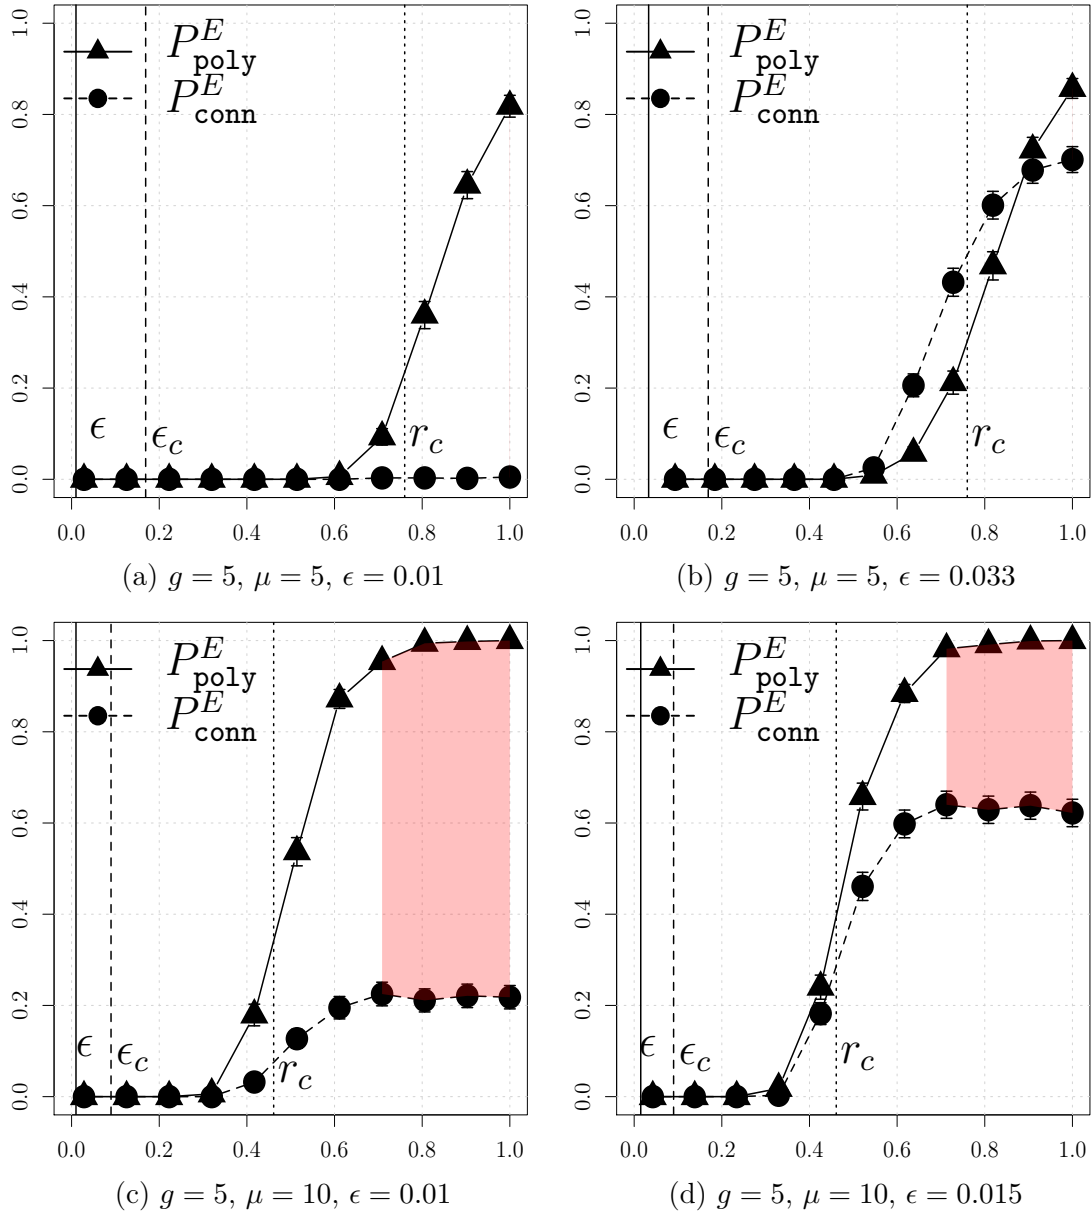 1.0
0.8
0.6
0.4
0.2
0.0
P^E_poly
P^E_conn
ϵ
ϵ_c
r_c
0.0 0.2 0.4 0.6 0.8 1.0
(a) g = 5, μ = 5, ϵ = 0.01
1.0
0.8
0.6
0.4
0.2
0.0
P^E_poly
P^E_conn
ϵ
ϵ_c
r_c
0.0 0.2 0.4 0.6 0.8 1.0
(b) g = 5, μ = 5, ϵ = 0.033
1.0
0.8
0.6
0.4
0.2
0.0
P^E_poly
P^E_conn
ϵ
ϵ_c
r_c
0.0 0.2 0.4 0.6 0.8 1.0
(c) g = 5, μ = 10, ϵ = 0.01
1.0
0.8
0.6
0.4
0.2
0.0
P^E_poly
P^E_conn
ϵ
ϵ_c
r_c
0.0 0.2 0.4 0.6 0.8 1.0
(d) g = 5, μ = 10, ϵ = 0.015